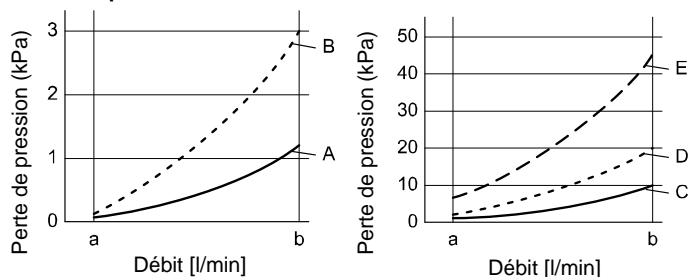 Perte de pression (kPa)
3
2
1
0
B
A
a
b
Débit [l/min]
Perte de pression (kPa)
50
40
30
20
10
0
E
D
C
a
b
Débit [l/min]